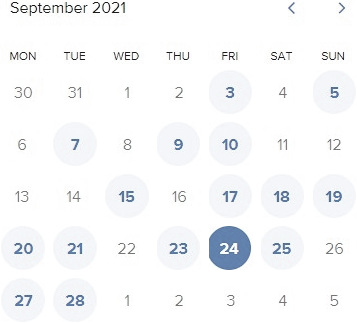 September 2021
MON TUE WED THU FRI SAT SUN
30 31 1 2 3 4 5
6 7 8 9 10 11 12
13 14 15 16 17 18 19
20 21 22 23 24 25 26
27 28 1 2 3 4 5